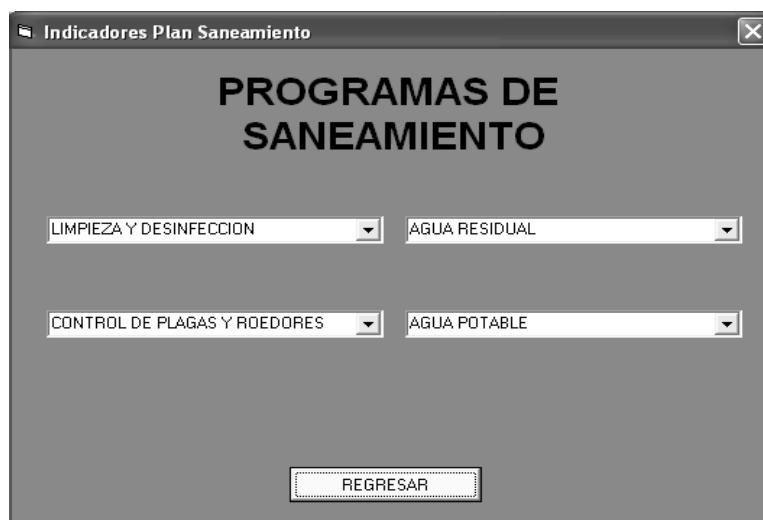 Indicadores Plan Saneamiento
PROGRAMAS DE
SANEAMIENTO
LIMPIEZA Y DESINFECCION
AGUA RESIDUAL
CONTROL DE PLAGAS Y ROEDORES
AGUA POTABLE
REGRESAR